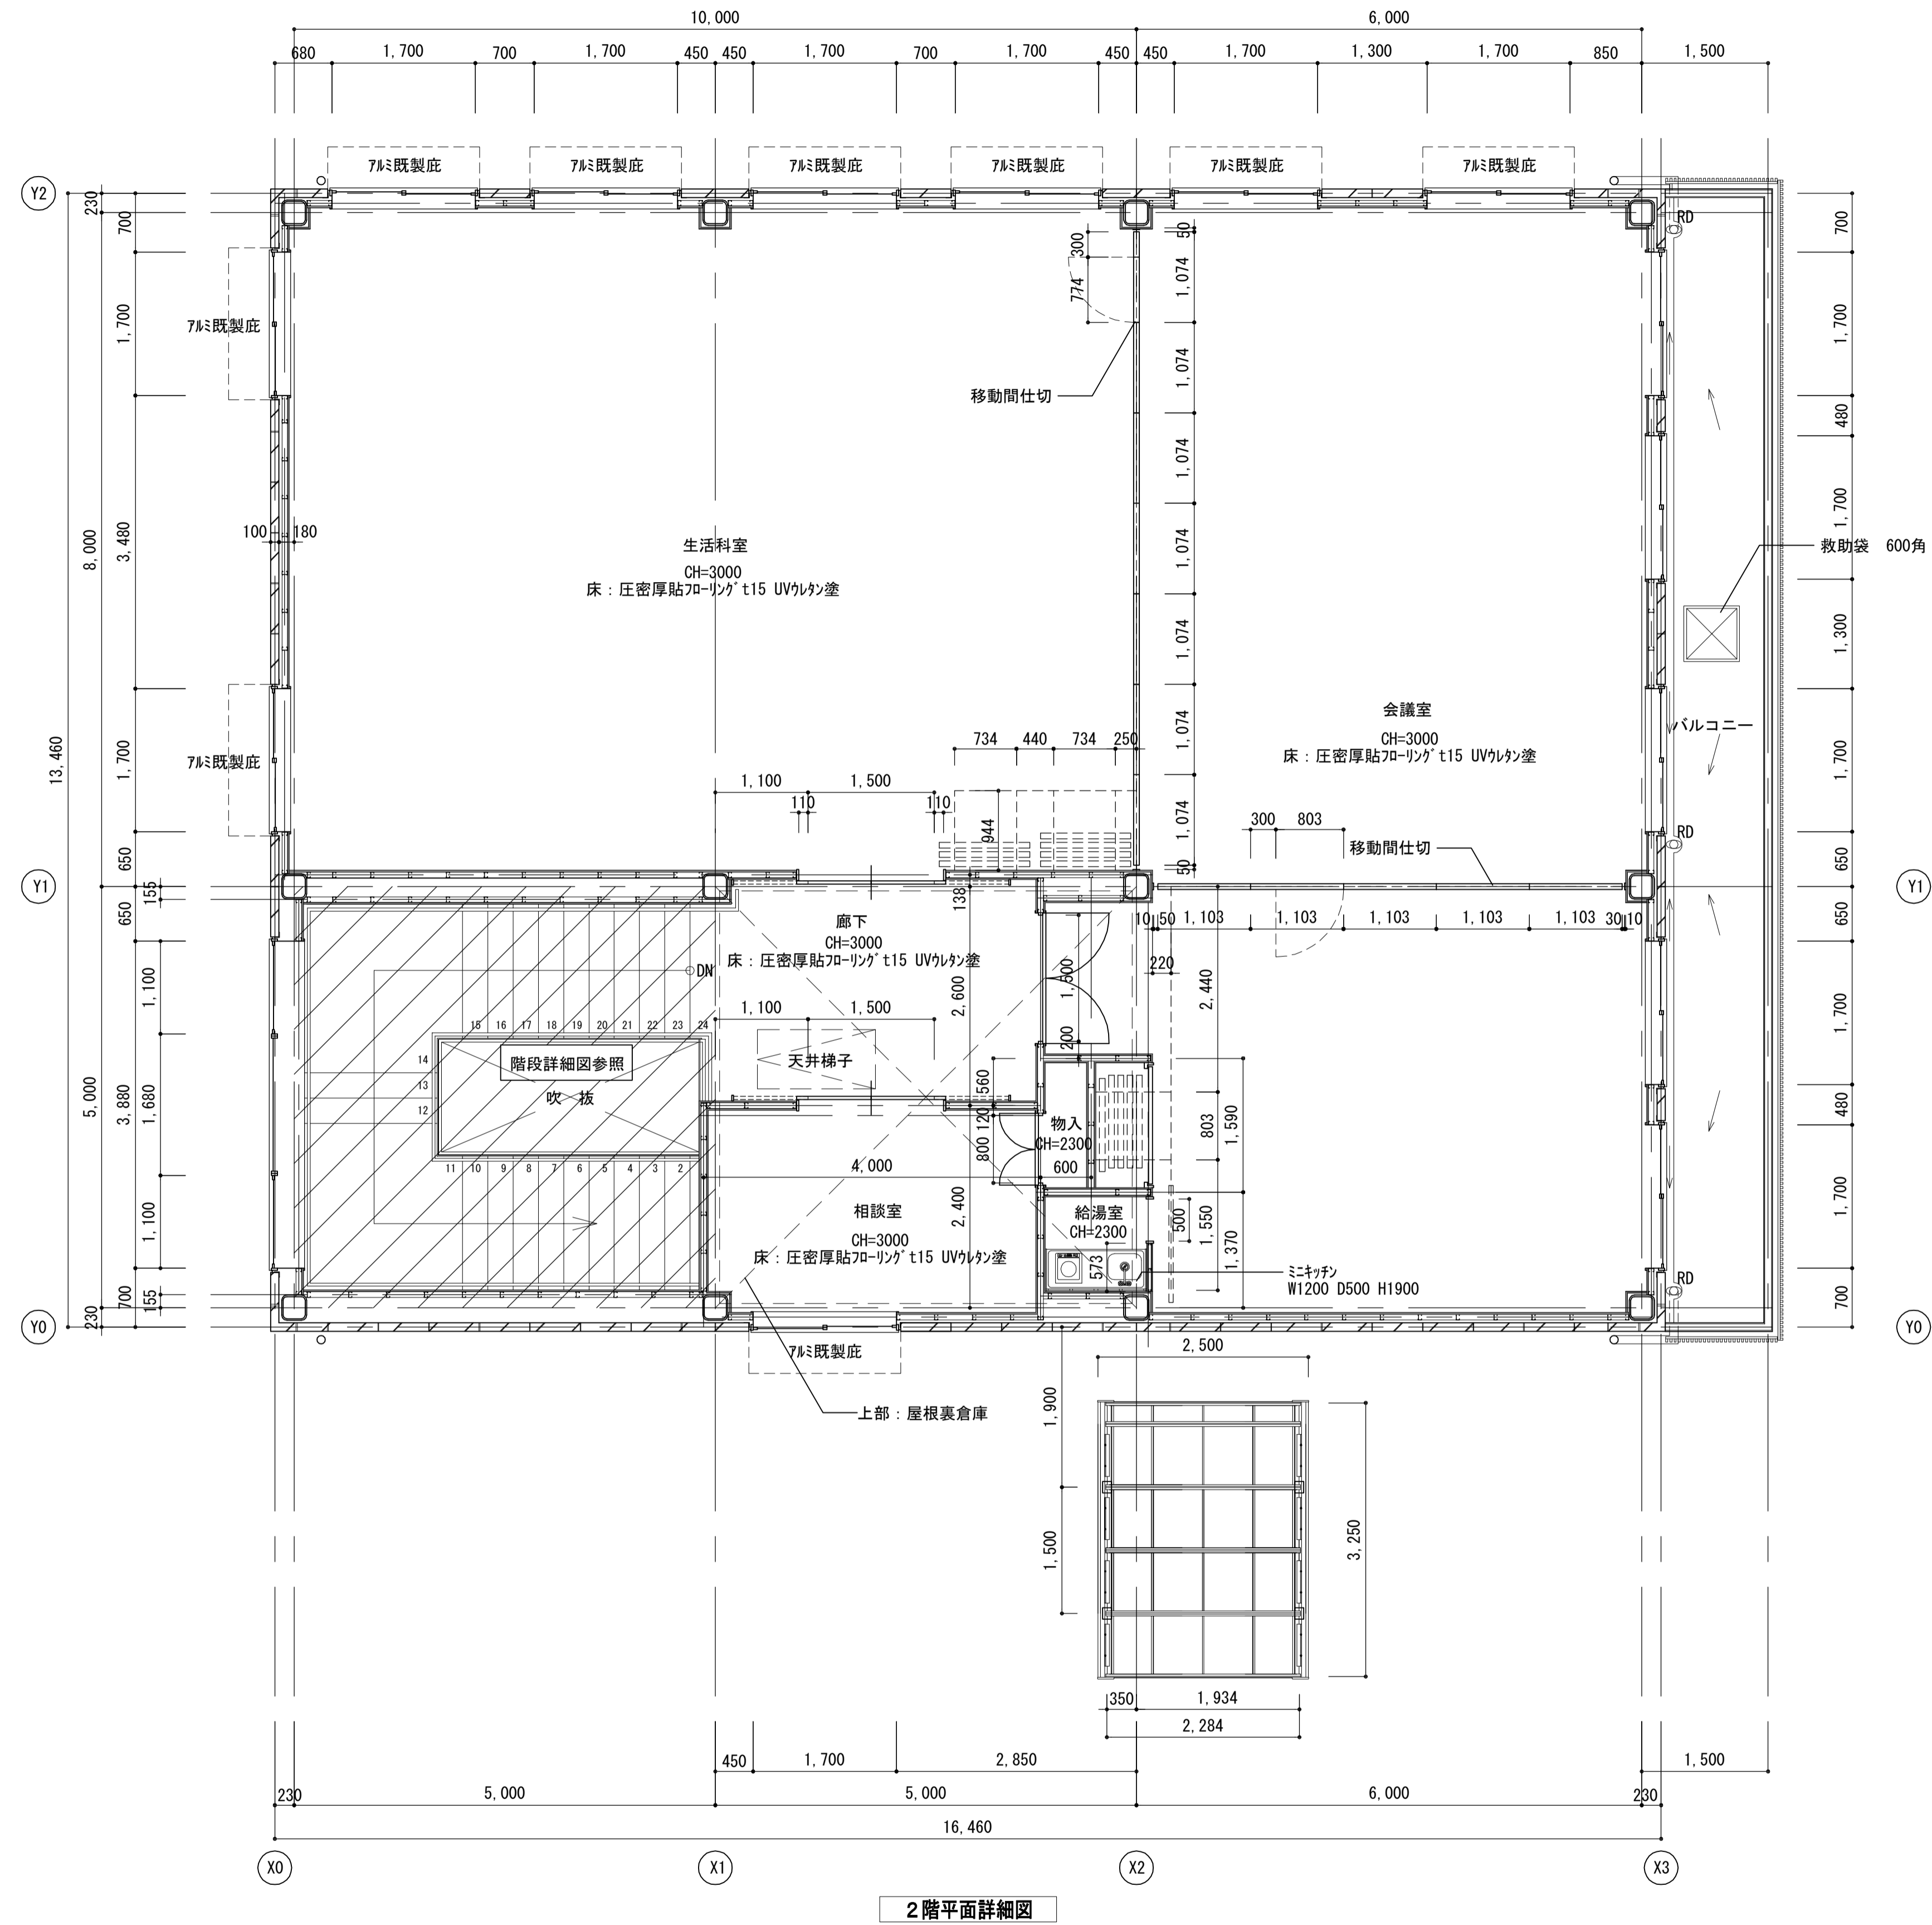 10,000
6,000
680
1,700
700
1,700
450
450
1,700
700
1,700
450
450
1,700
1,300
1,700
850
1,500
ｱﾙﾐ既製庇
ｱﾙﾐ既製庇
ｱﾙﾐ既製庇
ｱﾙﾐ既製庇
ｱﾙﾐ既製庇
ｱﾙﾐ既製庇
Y2
230
700
1,700
3,480
1,700
650
155
8,000
13,460
ｱﾙﾐ既製庇
ｱﾙﾐ既製庇
100
180
300
774
50
1,074
1,074
1,074
1,074
1,074
1,074
1,074
50
移動間仕切
生活科室
CH=3000
床：圧密厚貼ﾌﾛｰﾘﾝｸﾞt15 UVｳﾚﾀﾝ塗
会議室
CH=3000
床：圧密厚貼ﾌﾛｰﾘﾝｸﾞt15 UVｳﾚﾀﾝ塗
RD
700
1,700
480
1,700
1,300
1,700
650
救助袋　600角
バルコニー
RD
734
440
734
250
1,100
1,500
110
110
944
300
803
移動間仕切
Y1
Y1
138
廊下
CH=3000
床：圧密厚貼ﾌﾛｰﾘﾝｸﾞt15 UVｳﾚﾀﾝ塗
10
50
1,103
1,103
1,103
1,103
1,103
30
10
220
2,440
1,500
200
2,600
DN
1,100
1,500
15
16
17
18
19
20
21
22
23
24
14
13
12
階段詳細図参照
吹　抜
11
10
9
8
7
6
5
4
3
2
天井梯子
560
120
800
物入
CH=2300
600
803
1,590
4,000
2,400
相談室
CH=3000
床：圧密厚貼ﾌﾛｰﾘﾝｸﾞt15 UVｳﾚﾀﾝ塗
給湯室
CH=2300
573
500
1,550
1,370
ﾐﾆｷｯﾁﾝ
W1200 D500 H1900
650
1,100
1,680
1,100
3,880
5,000
700
155
230
650
1,700
480
1,700
700
RD
Y0
Y0
ｱﾙﾐ既製庇
上部：屋根裏倉庫
2,500
1,900
1,500
3,250
350
1,934
2,284
450
1,700
2,850
1,500
230
5,000
5,000
6,000
230
16,460
X0
X1
X2
X3
２階平面詳細図